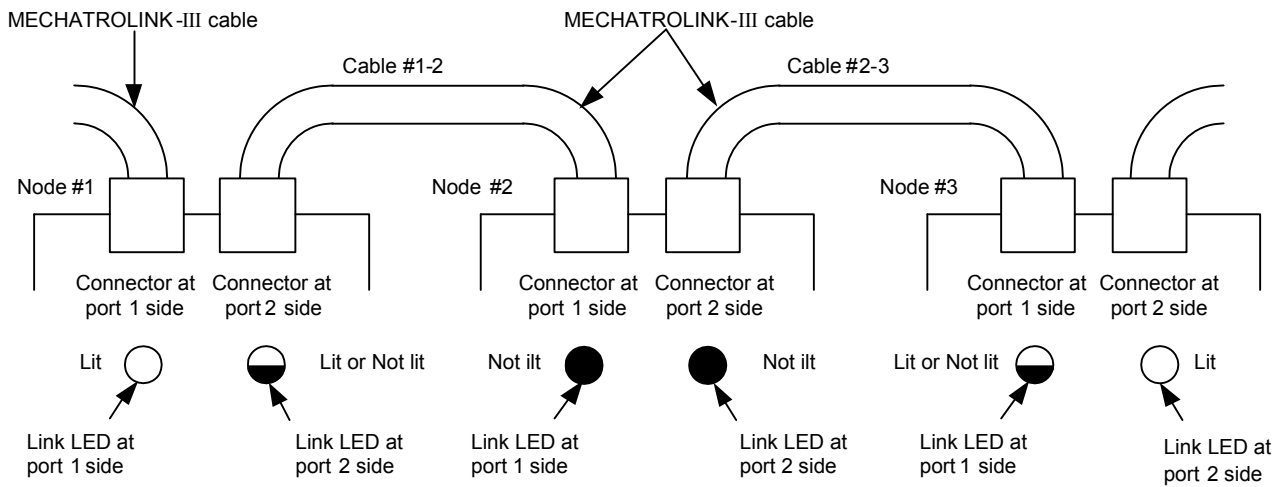 MECHATROLINK-III cable
MECHATROLINK-III cable
Cable #1-2
Cable #2-3
Node #1
Node #2
Node #3
Connector at
port 1 side
Connector at
port 2 side
Connector at
port 1 side
Connector at
port 2 side
Connector at
port 1 side
Connector at
port 2 side
Lit
Lit or Not lit
Not ilt
Not ilt
Lit or Not lit
Lit
Link LED at
port 1 side
Link LED at
port 2 side
Link LED at
port 1 side
Link LED at
port 2 side
Link LED at
port 1 side
Link LED at
port 2 side